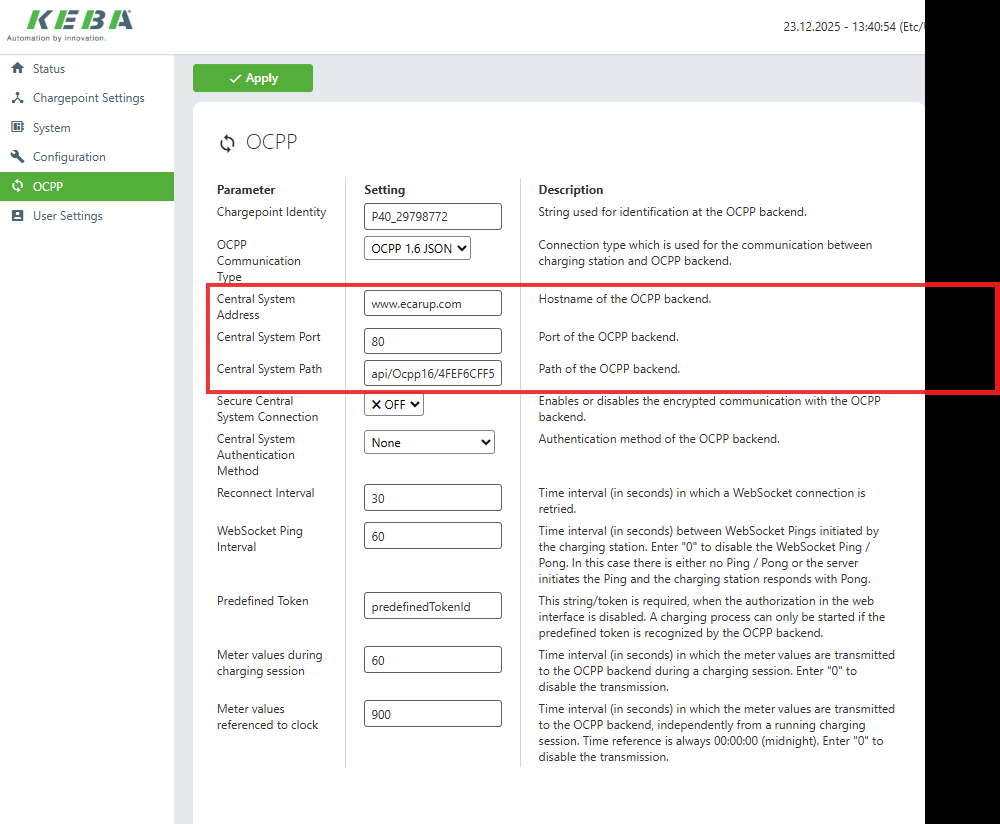 KEBA
Automation by innovation.
23.12.2025 - 13:40:54 (Etc/
Status
Chargepoint Settings
System
Configuration
OCPP
User Settings
Apply
OCPP
Parameter Setting Description
Chargepoint Identity P40_29798772 String used for identification at the OCPP backend.
OCPP OCPP 1.6 JSON Connection type which is used for the communication between
Communication charging station and OCPP backend.
Type
Central System www.ecarup.com Hostname of the OCPP backend.
Address
Central System Port 80 Port of the OCPP backend.
Central System Path api/Ocpp16/4FEF6CFF5 Path of the OCPP backend.
Secure Central OFF Enables or disables the encrypted communication with the OCPP
System Connection backend.
Central System None Authentication method of the OCPP backend.
Authentication
Method
Reconnect Interval 30 Time interval (in seconds) in which a WebSocket connection is
retried.
WebSocket Ping 60 Time interval (in seconds) between WebSocket Pings initiated by
Interval the charging station. Enter "0" to disable the WebSocket Ping /
Pong. In this case there is either no Ping / Pong or the server
initiates the Ping and the charging station responds with Pong.
Predefined Token predefinedTokenId This string/token is required, when the authorization in the web
interface is disabled. A charging process can only be started if the
predefined token is recognized by the OCPP backend.
Meter values during 60 Time interval (in seconds) in which the meter values are transmitted
charging session to the OCPP backend during a charging session. Enter "0" to
disable the transmission.
Meter values 900 Time interval (in seconds) in which the meter values are transmitted
referenced to clock to the OCPP backend, independently from a running charging
session. Time reference is always 00:00:00 (midnight). Enter "0" to
disable the transmission.